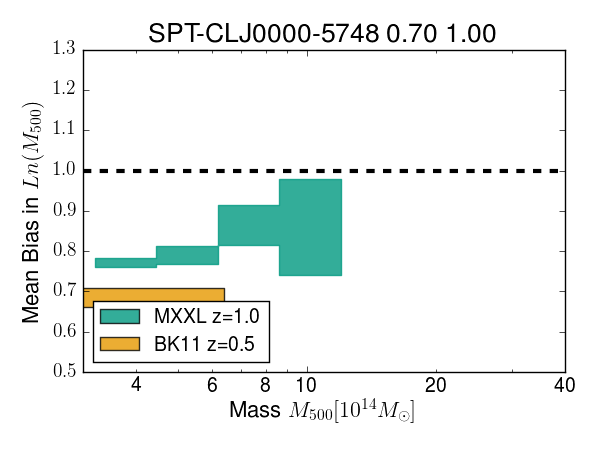 SPT-CLJ0000-5748 0.70 1.00
1.3
1.2
1.1
1.0
0.9
0.8
0.7
0.6
0.5
Mean Bias in Ln(M500)
MXXL z=1.0
BK11 z=0.5
4 6 8 10 20 40
Mass M500[10^14 M⊙]